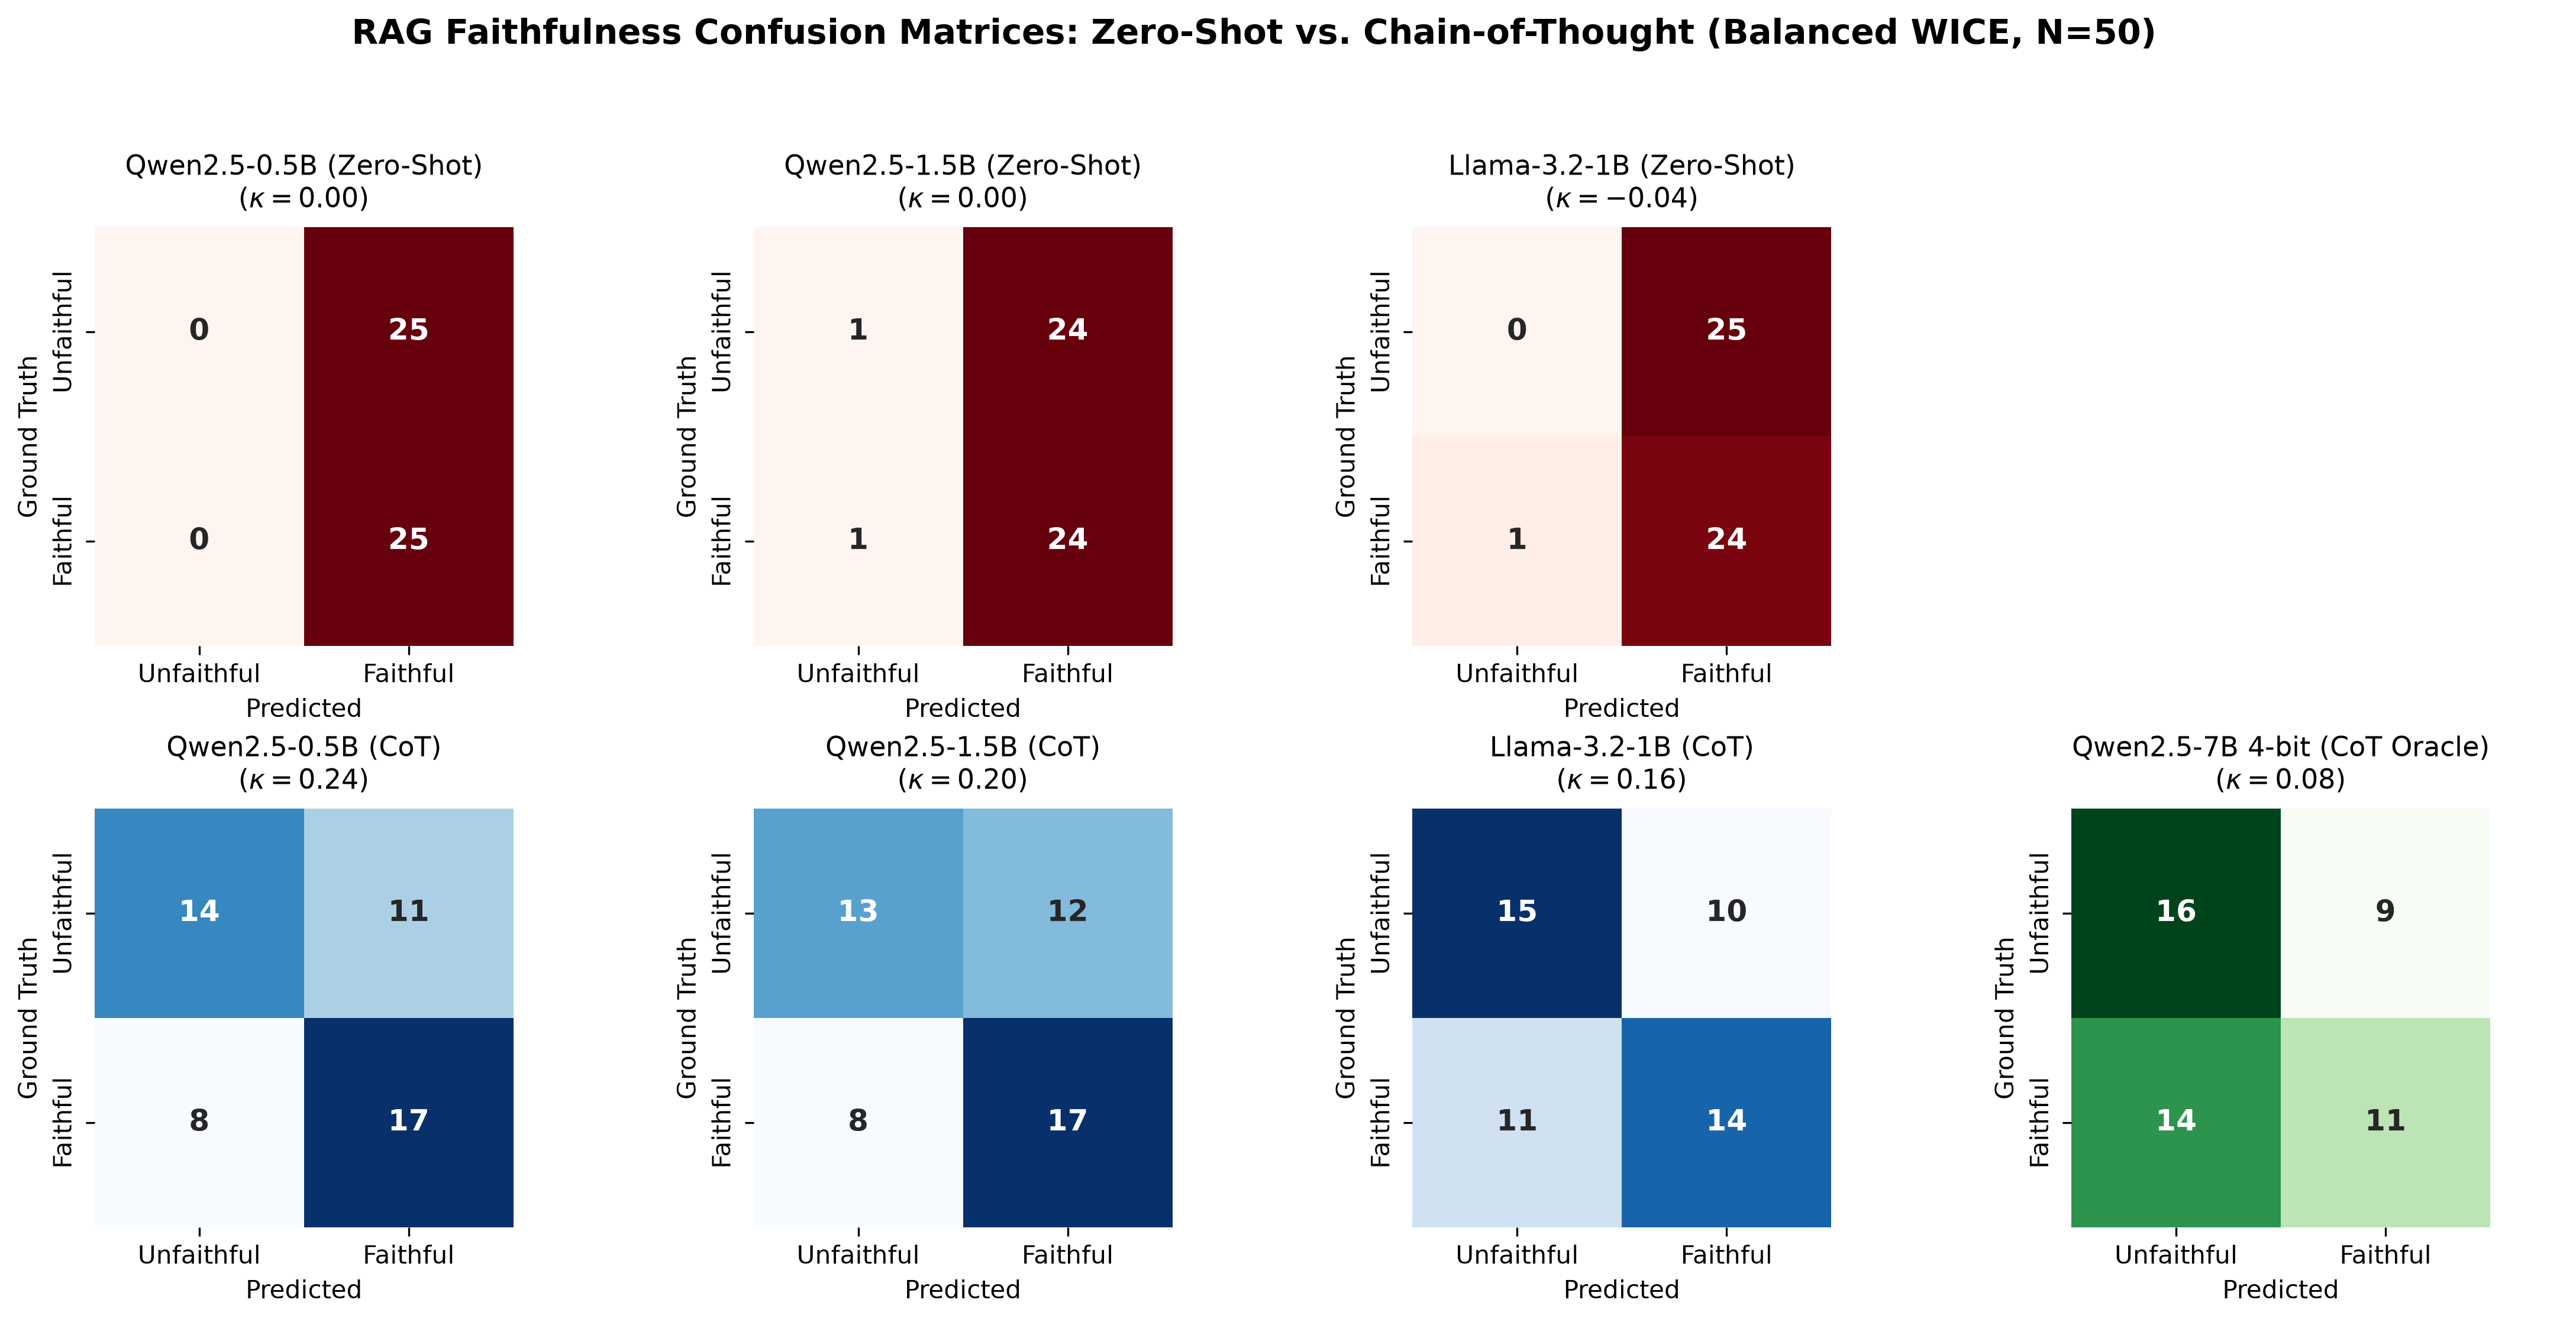 RAG Faithfulness Confusion Matrices: Zero-Shot vs. Chain-of-Thought (Balanced WICE, N=50)
Qwen2.5-0.5B (Zero-Shot)
(κ = 0.00)
Ground Truth
Unfaithful
Faithful
0
25
0
25
Unfaithful
Faithful
Predicted
Qwen2.5-1.5B (Zero-Shot)
(κ = 0.00)
Ground Truth
Unfaithful
Faithful
1
24
1
24
Unfaithful
Faithful
Predicted
Llama-3.2-1B (Zero-Shot)
(κ = −0.04)
Ground Truth
Unfaithful
Faithful
0
25
1
24
Unfaithful
Faithful
Predicted
Qwen2.5-0.5B (CoT)
(κ = 0.24)
Ground Truth
Unfaithful
Faithful
14
11
8
17
Unfaithful
Faithful
Predicted
Qwen2.5-1.5B (CoT)
(κ = 0.20)
Ground Truth
Unfaithful
Faithful
13
12
8
17
Unfaithful
Faithful
Predicted
Llama-3.2-1B (CoT)
(κ = 0.16)
Ground Truth
Unfaithful
Faithful
15
10
11
14
Unfaithful
Faithful
Predicted
Qwen2.5-7B 4-bit (CoT Oracle)
(κ = 0.08)
Ground Truth
Unfaithful
Faithful
16
9
14
11
Unfaithful
Faithful
Predicted